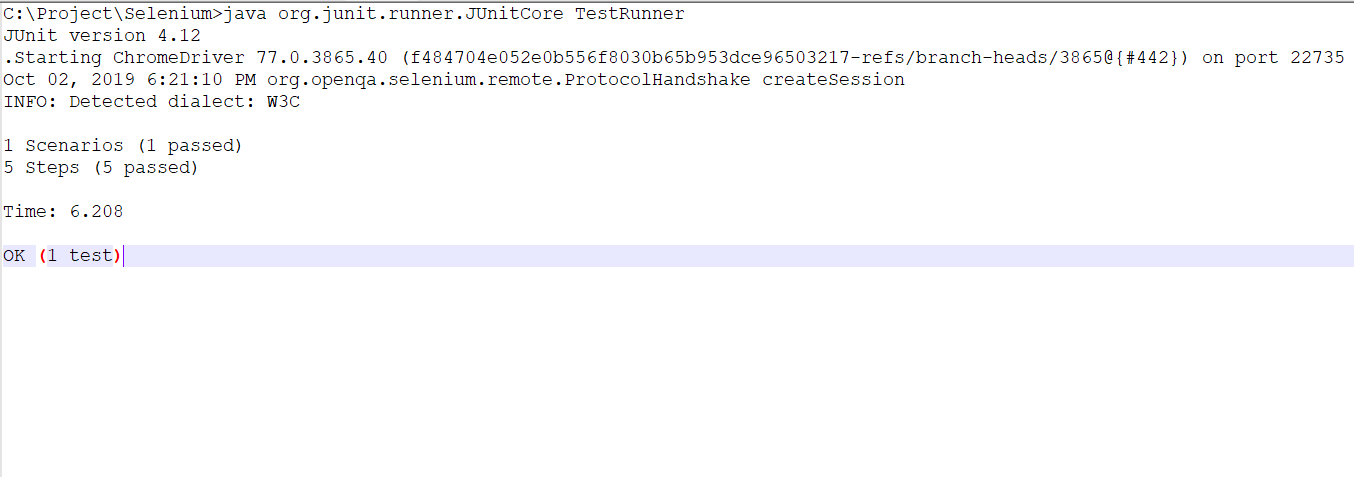 C:\Project\Selenium>java org.junit.runner.JUnitCore TestRunner
JUnit version 4.12
.Starting ChromeDriver 77.0.3865.40 (f484704e052e0b556f8030b65b953dce96503217-refs/branch-heads/3865@{#442}) on port 22735
Oct 02, 2019 6:21:10 PM org.openqa.selenium.remote.ProtocolHandshake createSession
INFO: Detected dialect: W3C
1 Scenarios (1 passed)
5 Steps (5 passed)
Time: 6.208
OK (1 test)